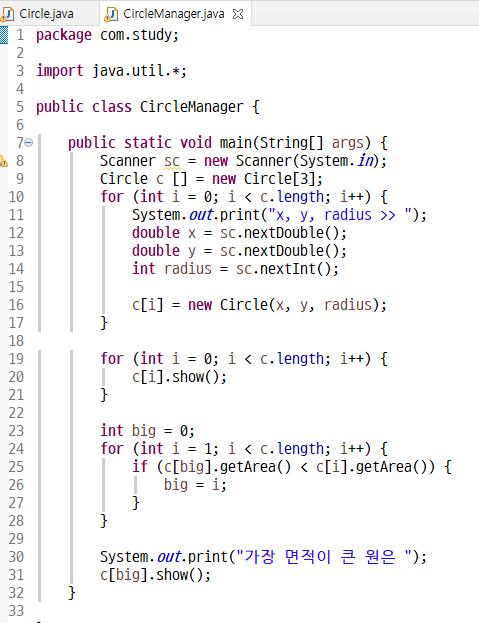 Circle.java CircleManager.java
1 package com.study;
2
3 import java.util.*;
4
5 public class CircleManager {
6
7 public static void main(String[] args) {
8 Scanner sc = new Scanner(System.in);
9 Circle c [] = new Circle[3];
10 for (int i = 0; i < c.length; i++) {
11 System.out.print("x, y, radius >> ");
12 double x = sc.nextDouble();
13 double y = sc.nextDouble();
14 int radius = sc.nextInt();
15
16 c[i] = new Circle(x, y, radius);
17 }
18
19 for (int i = 0; i < c.length; i++) {
20 c[i].show();
21 }
22
23 int big = 0;
24 for (int i = 1; i < c.length; i++) {
25 if (c[big].getArea() < c[i].getArea()) {
26 big = i;
27 }
28 }
29
30 System.out.print("가장 면적이 큰 원은 ");
31 c[big].show();
32 }
33